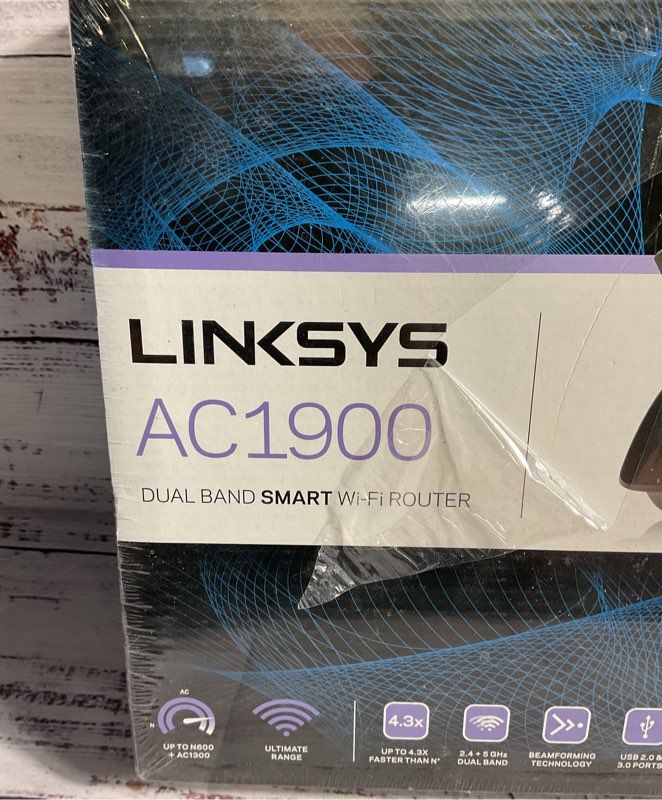 LINKSYS
AC1900
DUAL BAND SMART Wi-Fi ROUTER
AC
N
UP TO N600
+ AC1300
ULTIMATE
RANGE
4.3x
UP TO 4.3X
FASTER THAN N*
2.4 + 5 GHz
DUAL BAND
BEAMFORMING
TECHNOLOGY
USB 2.0 &
3.0 PORTS